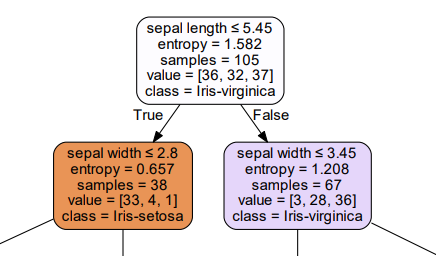 sepal length ≤ 5.45
entropy = 1.582
samples = 105
value = [36, 32, 37]
class = Iris-virginica
True
False
sepal width ≤ 2.8
entropy = 0.657
samples = 38
value = [33, 4, 1]
class = Iris-setosa
sepal width ≤ 3.45
entropy = 1.208
samples = 67
value = [3, 28, 36]
class = Iris-virginica